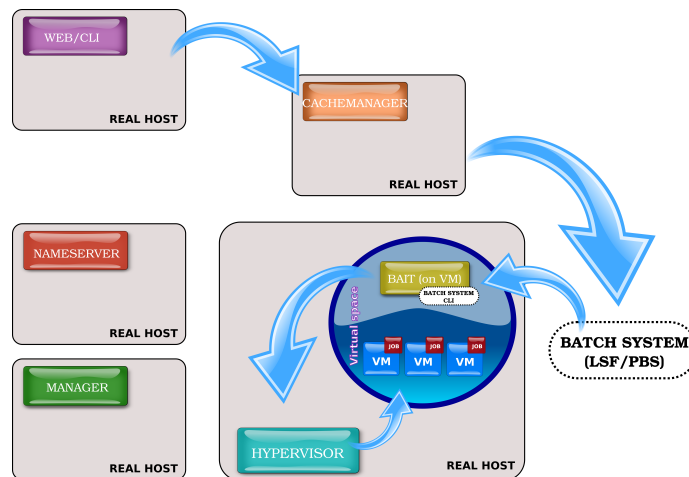 WEB/CLI
REAL HOST
CACHEMANAGER
REAL HOST
NAMESERVER
REAL HOST
MANAGER
REAL HOST
BAIT (on VM)
BATCH SYSTEM
CLI
Virtual space
JOB
JOB
JOB
VM
VM
VM
HYPERVISOR
REAL HOST
BATCH SYSTEM
(LSF/PBS)